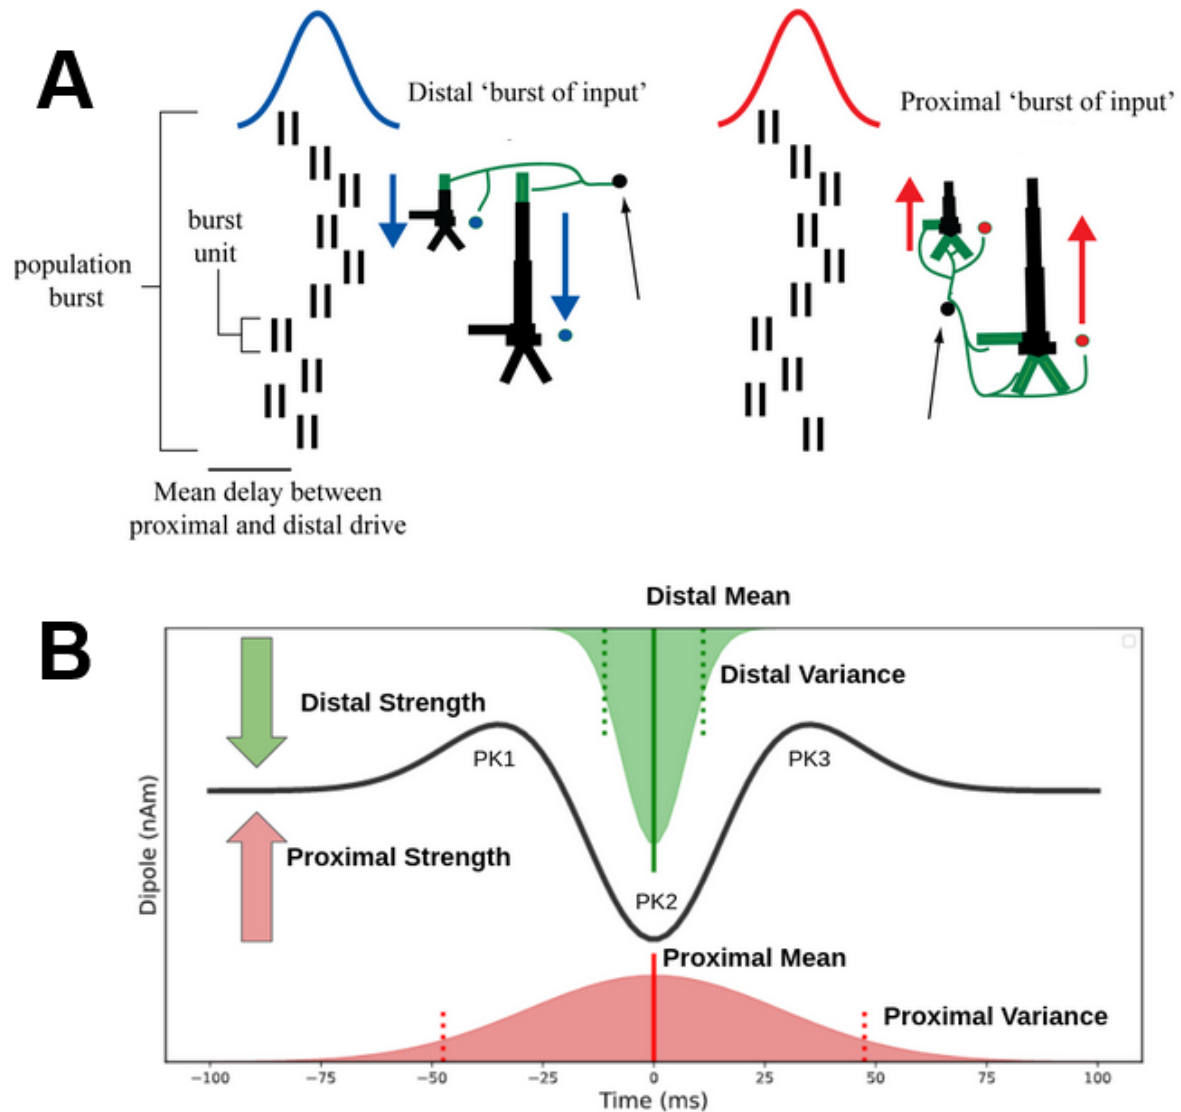 A
Distal ‘burst of input’
Proximal ‘burst of input’
burst
unit
population
burst
Mean delay between
proximal and distal drive
B
Distal Mean
Distal Variance
Distal Strength
PK1
PK3
Proximal Strength
PK2
Proximal Mean
Proximal Variance
Dipole (nAm)
−100
−75
−50
−25
0
25
50
75
100
Time (ms)